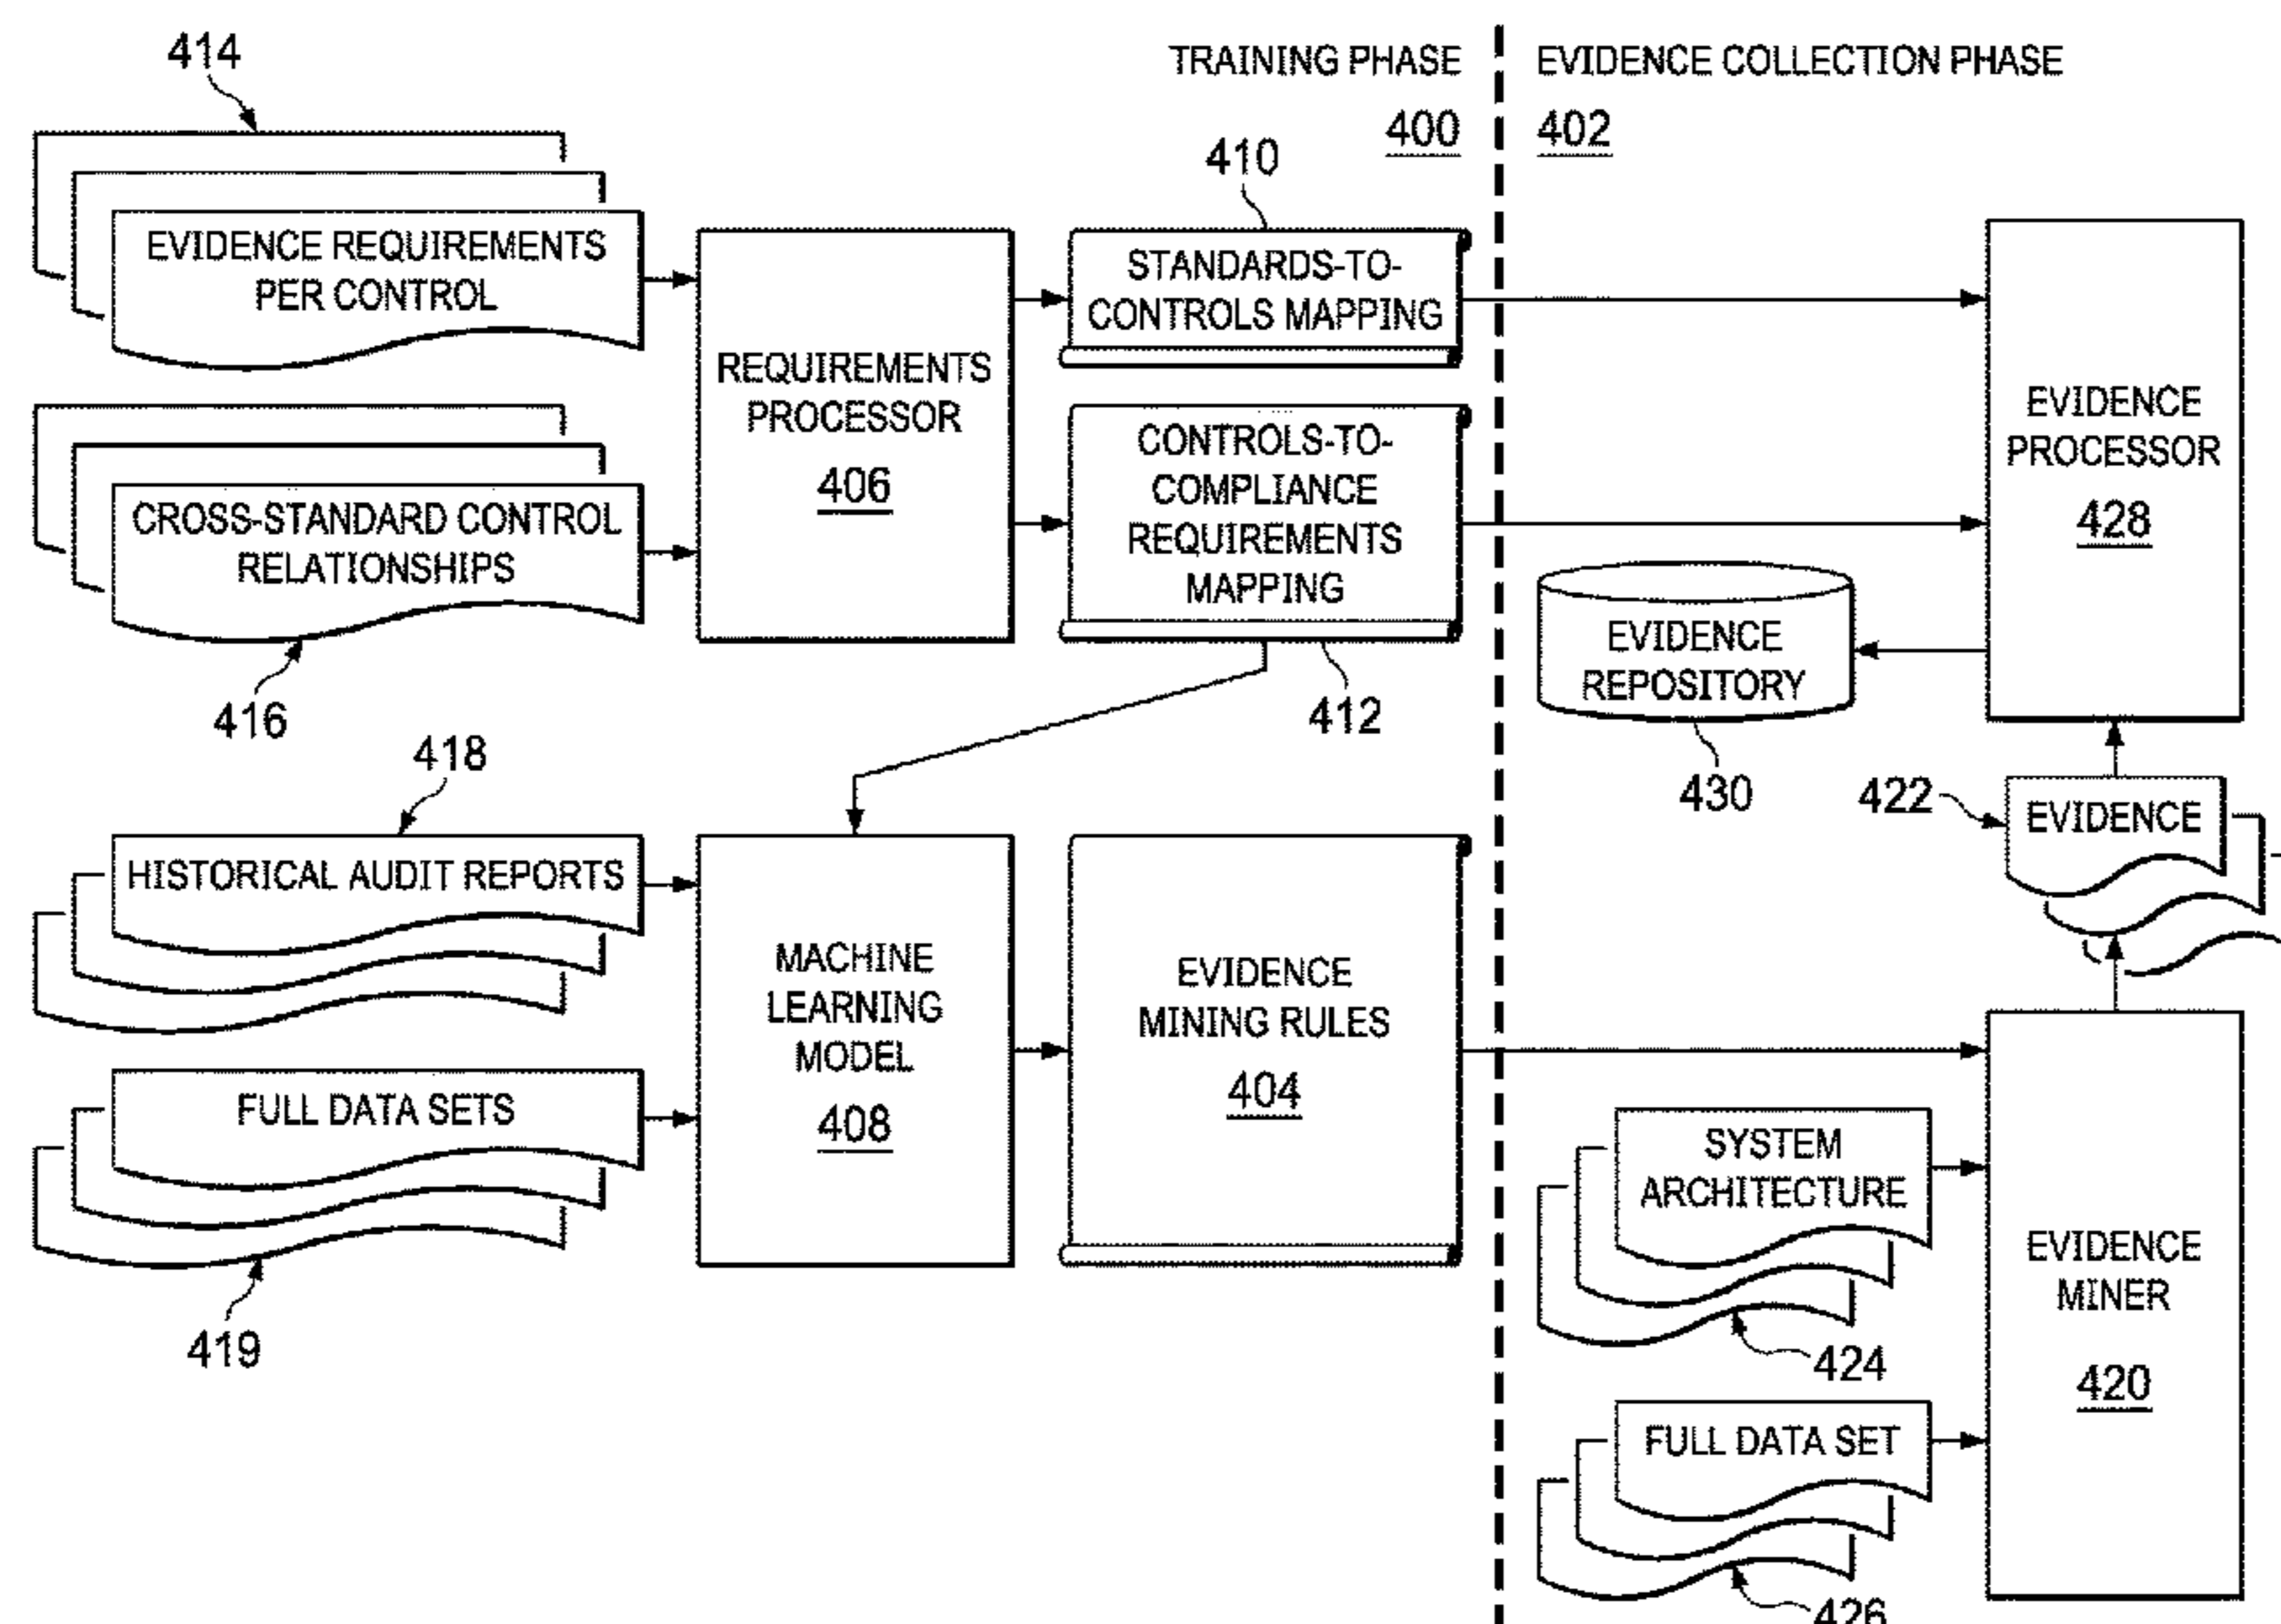 414
TRAINING PHASE
400
EVIDENCE COLLECTION PHASE
402
EVIDENCE REQUIREMENTS
PER CONTROL
CROSS-STANDARD CONTROL
RELATIONSHIPS
416
REQUIREMENTS
PROCESSOR
406
410
STANDARDS-TO-
CONTROLS MAPPING
CONTROLS-TO-
COMPLIANCE
REQUIREMENTS
MAPPING
412
EVIDENCE
PROCESSOR
428
EVIDENCE
REPOSITORY
430
422
EVIDENCE
418
HISTORICAL AUDIT REPORTS
FULL DATA SETS
419
MACHINE
LEARNING
MODEL
408
EVIDENCE
MINING RULES
404
SYSTEM
ARCHITECTURE
424
FULL DATA SET
426
EVIDENCE
MINER
420